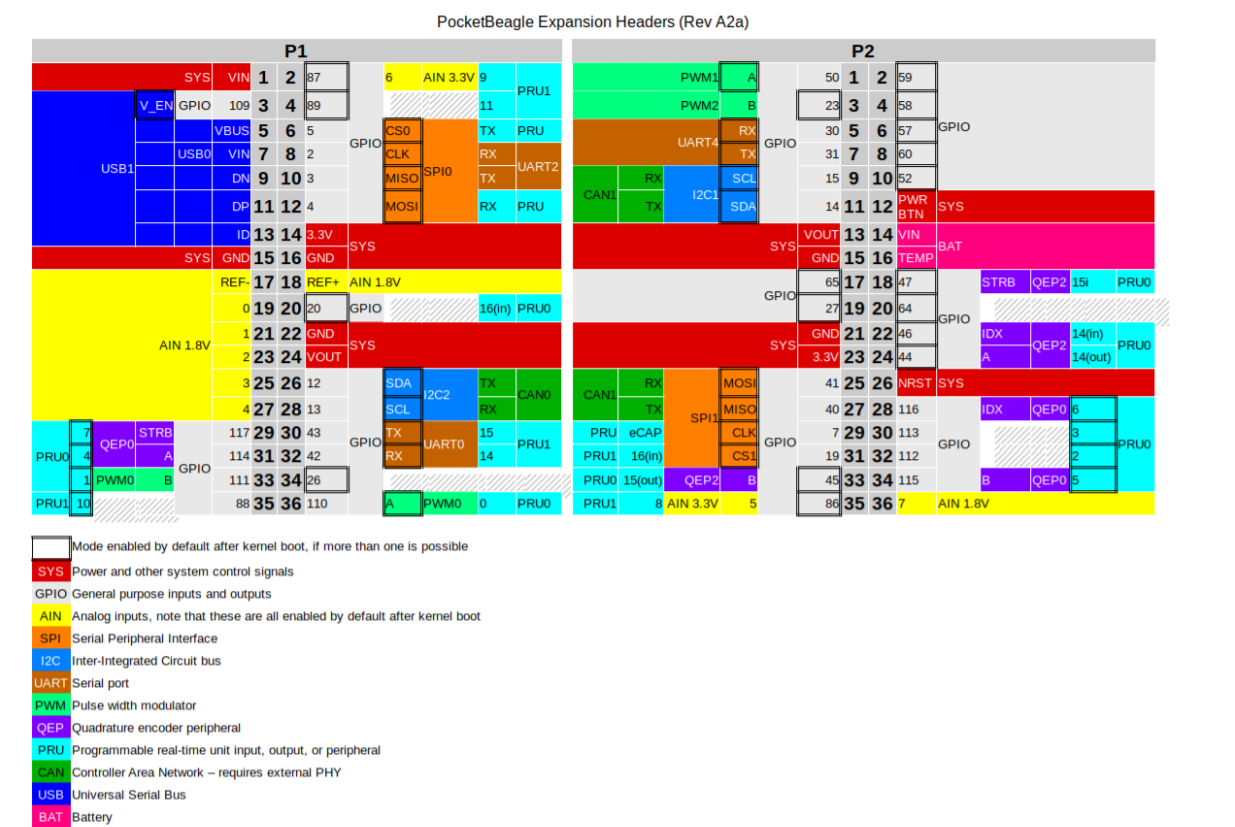 PocketBeagle Expansion Headers (Rev A2a)
P1
SYS VIN 1 2 87 6 AIN 3.3V 9 PRU1
V_EN GPIO 109 3 4 89 GPIO 11
USB1 VBUS 5 6 5 CS0 SPI0 TX PRU
USB0 VIN 7 8 2 CLK RX UART2
DN 9 10 3 MISO TX
DP 11 12 4 MOSI RX PRU
ID 13 14 3.3V SYS
SYS GND 15 16 GND
AIN 1.8V REF- 17 18 REF+ AIN 1.8V
0 19 20 20 GPIO 16(in) PRU0
1 21 22 GND SYS
2 23 24 VOUT
3 25 26 12 GPIO SDA I2C2 TX CAN0
4 27 28 13 SCL RX
PRU0 7 QEP0 STRB GPIO 117 29 30 43 TX UART0 15 PRU1
4 A 114 31 32 42 RX 14
1 PWM0 B 111 33 34 26
PRU1 10 88 35 36 110 A PWM0 0 PRU1
P2
PWM1 A GPIO 50 1 2 59 GPIO
PWM2 B 23 3 4 58
UART4 RX 30 5 6 57
TX 31 7 8 60
CAN1 RX I2C1 SCL 15 9 10 52
TX SDA 14 11 12 PWR BTN SYS
SYS VOUT 13 14 VIN BAT
GND 15 16 TEMP
GPIO 65 17 18 47 GPIO STRB QEP2 15i PRU0
27 19 20 64
SYS GND 21 22 46 IDX QEP2 14(in) PRU0
3.3V 23 24 44 A 14(out)
CAN1 RX SPI1 MOSI GPIO 41 25 26 NRST SYS
TX MISO 40 27 28 116 GPIO IDX QEP0 6 PRU0
PRU eCAP CLK 7 29 30 113 3
PRU1 16(in) CS1 19 31 32 112 2
PRU0 15(out) QEP2 B 45 33 34 115 B QEP0 5
PRU1 8 AIN 3.3V 5 86 35 36 7 AIN 1.8V
Mode enabled by default after kernel boot, if more than one is possible
SYS Power and other system control signals
GPIO General purpose inputs and outputs
AIN Analog inputs, note that these are all enabled by default after kernel boot
SPI Serial Peripheral Interface
I2C Inter-Integrated Circuit bus
UART Serial port
PWM Pulse width modulator
QEP Quadrature encoder peripheral
PRU Programmable real-time unit input, output, or peripheral
CAN Controller Area Network – requires external PHY
USB Universal Serial Bus
BAT Battery